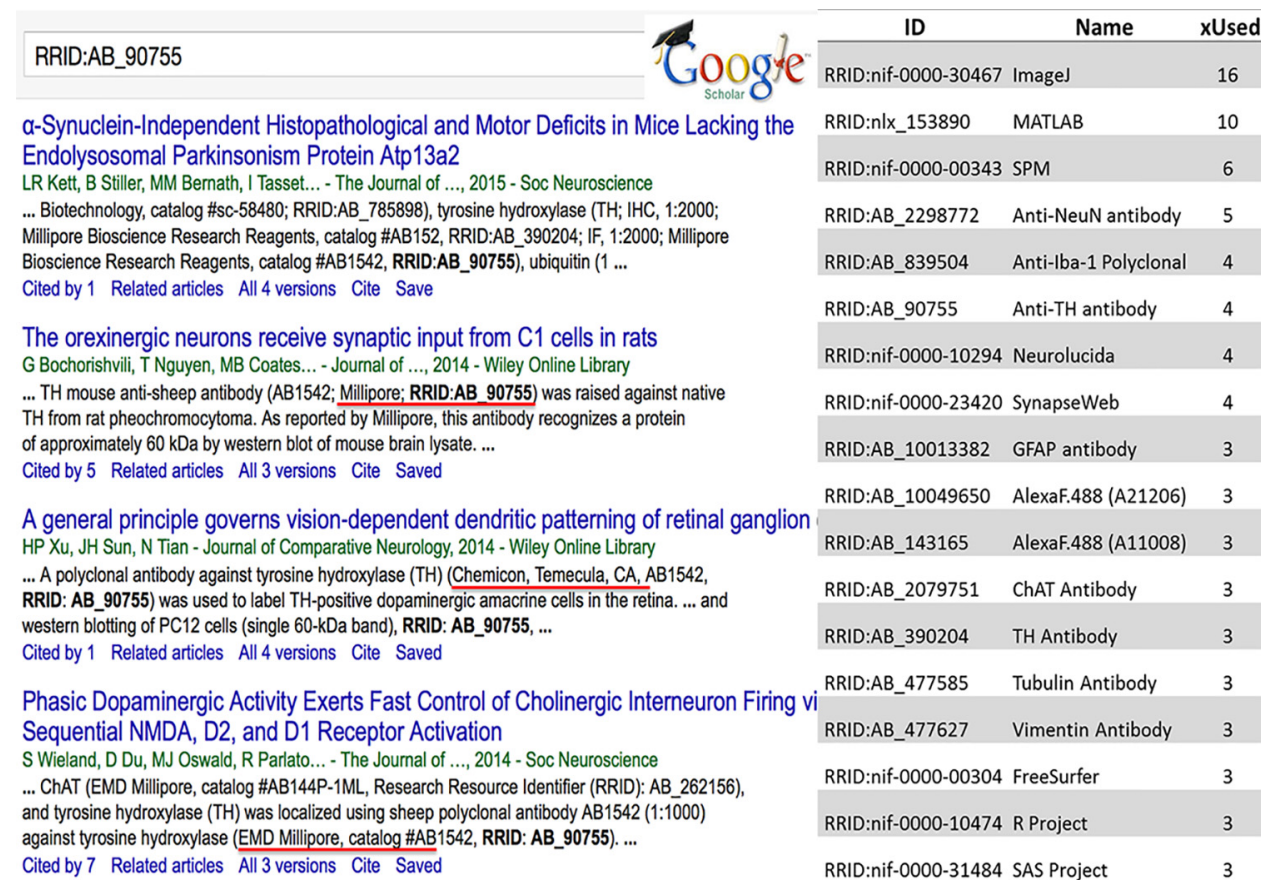 RRID:AB_90755
Google
Scholar
α-Synuclein-Independent Histopathological and Motor Deficits in Mice Lacking the
Endolysosomal Parkinsonism Protein Atp13a2
LR Kett, B Stiller, MM Bernath, I Tasset... - The Journal of ..., 2015 - Soc Neuroscience
... Biotechnology, catalog #sc-58480; RRID:AB_785898), tyrosine hydroxylase (TH; IHC, 1:2000;
Millipore Bioscience Research Reagents, catalog #AB152, RRID:AB_390204; IF, 1:2000; Millipore
Bioscience Research Reagents, catalog #AB1542, RRID:AB_90755), ubiquitin (1 ...
Cited by 1 Related articles All 4 versions Cite Save
The orexinergic neurons receive synaptic input from C1 cells in rats
G Bochorishvili, T Nguyen, MB Coates... - Journal of ..., 2014 - Wiley Online Library
... TH mouse anti-sheep antibody (AB1542; Millipore; RRID:AB_90755) was raised against native
TH from rat pheochromocytoma. As reported by Millipore, this antibody recognizes a protein
of approximately 60 kDa by western blot of mouse brain lysate. ...
Cited by 5 Related articles All 3 versions Cite Saved
A general principle governs vision-dependent dendritic patterning of retinal ganglion
HP Xu, JH Sun, N Tian - Journal of Comparative Neurology, 2014 - Wiley Online Library
... A polyclonal antibody against tyrosine hydroxylase (TH) (Chemicon, Temecula, CA, AB1542,
RRID: AB_90755) was used to label TH-positive dopaminergic amacrine cells in the retina. ... and
western blotting of PC12 cells (single 60-kDa band), RRID: AB_90755, ...
Cited by 1 Related articles All 4 versions Cite Saved
Phasic Dopaminergic Activity Exerts Fast Control of Cholinergic Interneuron Firing vi
Sequential NMDA, D2, and D1 Receptor Activation
S Wieland, D Du, MJ Oswald, R Parlato... - The Journal of ..., 2014 - Soc Neuroscience
... ChAT (EMD Millipore, catalog #AB144P-1ML, Research Resource Identifier (RRID): AB_262156),
and tyrosine hydroxylase (TH) was localized using sheep polyclonal antibody AB1542 (1:1000)
against tyrosine hydroxylase (EMD Millipore, catalog #AB1542, RRID: AB_90755). ...
Cited by 7 Related articles All 3 versions Cite Saved
ID Name xUsed
RRID:nif-0000-30467 ImageJ 16
RRID:nlx_153890 MATLAB 10
RRID:nif-0000-00343 SPM 6
RRID:AB_2298772 Anti-NeuN antibody 5
RRID:AB_839504 Anti-Iba-1 Polyclonal 4
RRID:AB_90755 Anti-TH antibody 4
RRID:nif-0000-10294 Neurolucida 4
RRID:nif-0000-23420 SynapseWeb 4
RRID:AB_10013382 GFAP antibody 3
RRID:AB_10049650 AlexaF.488 (A21206) 3
RRID:AB_143165 AlexaF.488 (A11008) 3
RRID:AB_2079751 ChAT Antibody 3
RRID:AB_390204 TH Antibody 3
RRID:AB_477585 Tubulin Antibody 3
RRID:AB_477627 Vimentin Antibody 3
RRID:nif-0000-00304 FreeSurfer 3
RRID:nif-0000-10474 R Project 3
RRID:nif-0000-31484 SAS Project 3